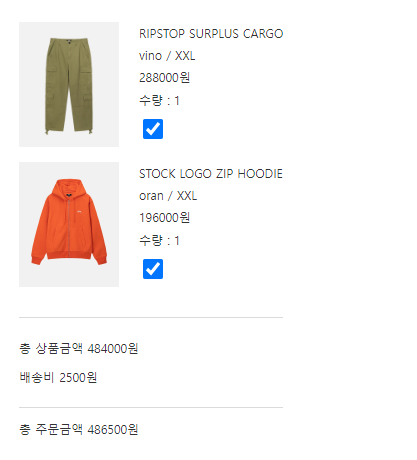 RIPSTOP SURPLUS CARGO
vino / XXL
288000원
수량 : 1
STOCK LOGO ZIP HOODIE
oran / XXL
196000원
수량 : 1
총 상품금액 484000원
배송비 2500원
총 주문금액 486500원